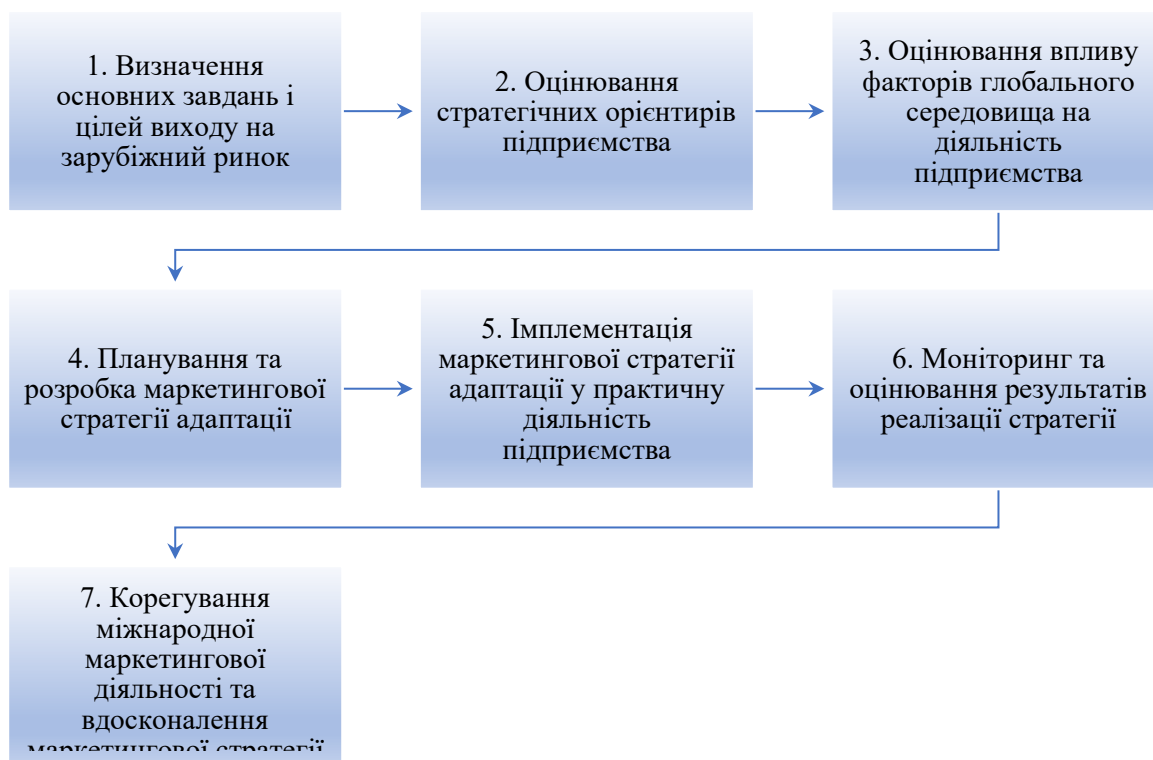 1. Визначення
основних завдань і
цілей виходу на
зарубіжний ринок
2. Оцінювання
стратегічних орієнтирів
підприємства
3. Оцінювання впливу
факторів глобального
середовища на
діяльність
підприємства
4. Планування та
розробка маркетингової
стратегії адаптації
5. Імплементація
маркетингової стратегії
адаптації у практичну
діяльність
підприємства
6. Моніторинг та
оцінювання результатів
реалізації стратегії
7. Корегування
міжнародної
маркетингової
діяльності та
вдосконалення
маркетингової стратегії